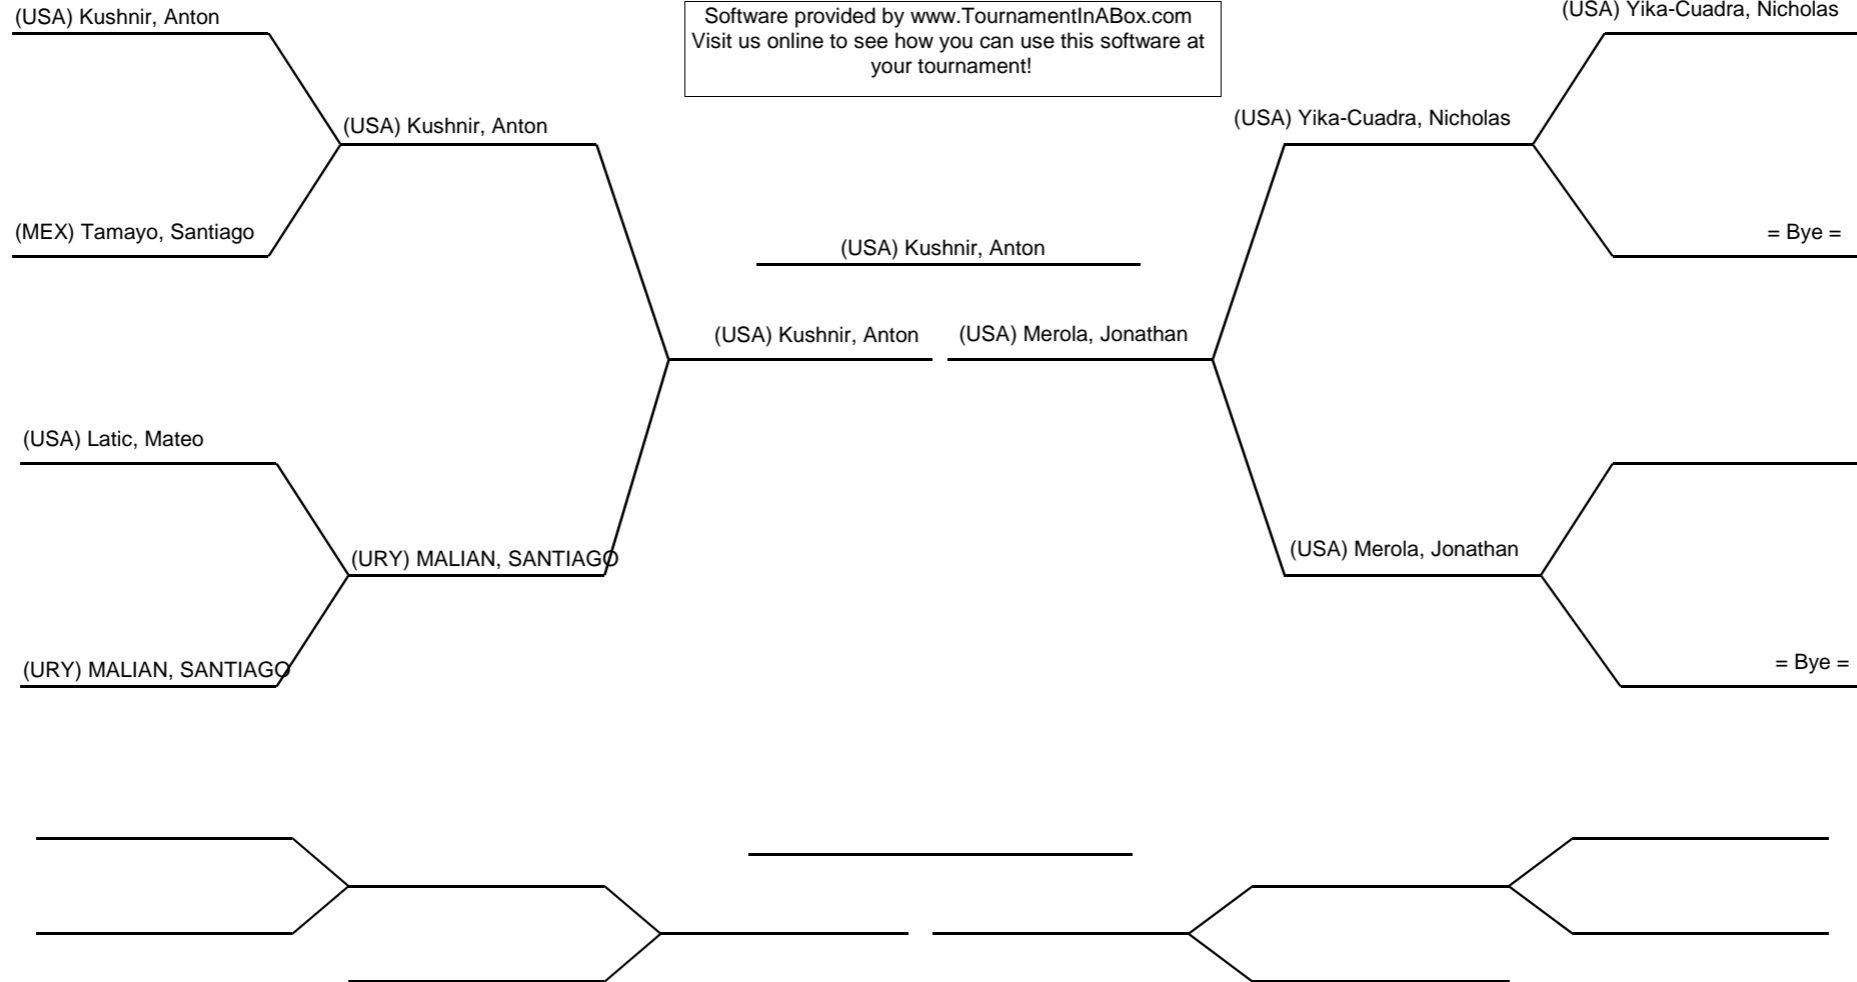 (USA) Kushnir, Anton
Software provided by www.TournamentInABox.com
Visit us online to see how you can use this software at
your tournament!
(USA) Yika-Cuadra, Nicholas
(USA) Kushnir, Anton
(USA) Yika-Cuadra, Nicholas
(MEX) Tamayo, Santiago
(USA) Kushnir, Anton
= Bye =
(USA) Kushnir, Anton
(USA) Merola, Jonathan
(USA) Latic, Mateo
(URY) MALIAN, SANTIAGO
(USA) Merola, Jonathan
(URY) MALIAN, SANTIAGO
= Bye =